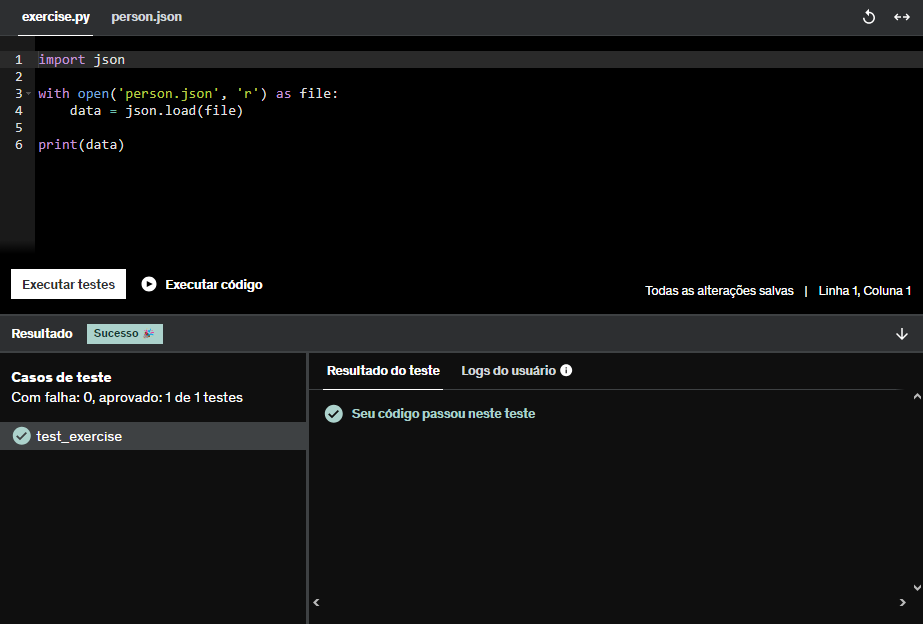 exercise.py person.json
1 import json
2
3 with open('person.json', 'r') as file:
4     data = json.load(file)
5
6 print(data)
Executar testes Executar código
Todas as alterações salvas | Linha 1, Coluna 1
Resultado Sucesso 🎉
Casos de teste
Com falha: 0, aprovado: 1 de 1 testes
test_exercise
Resultado do teste Logs do usuário
Seu código passou neste teste